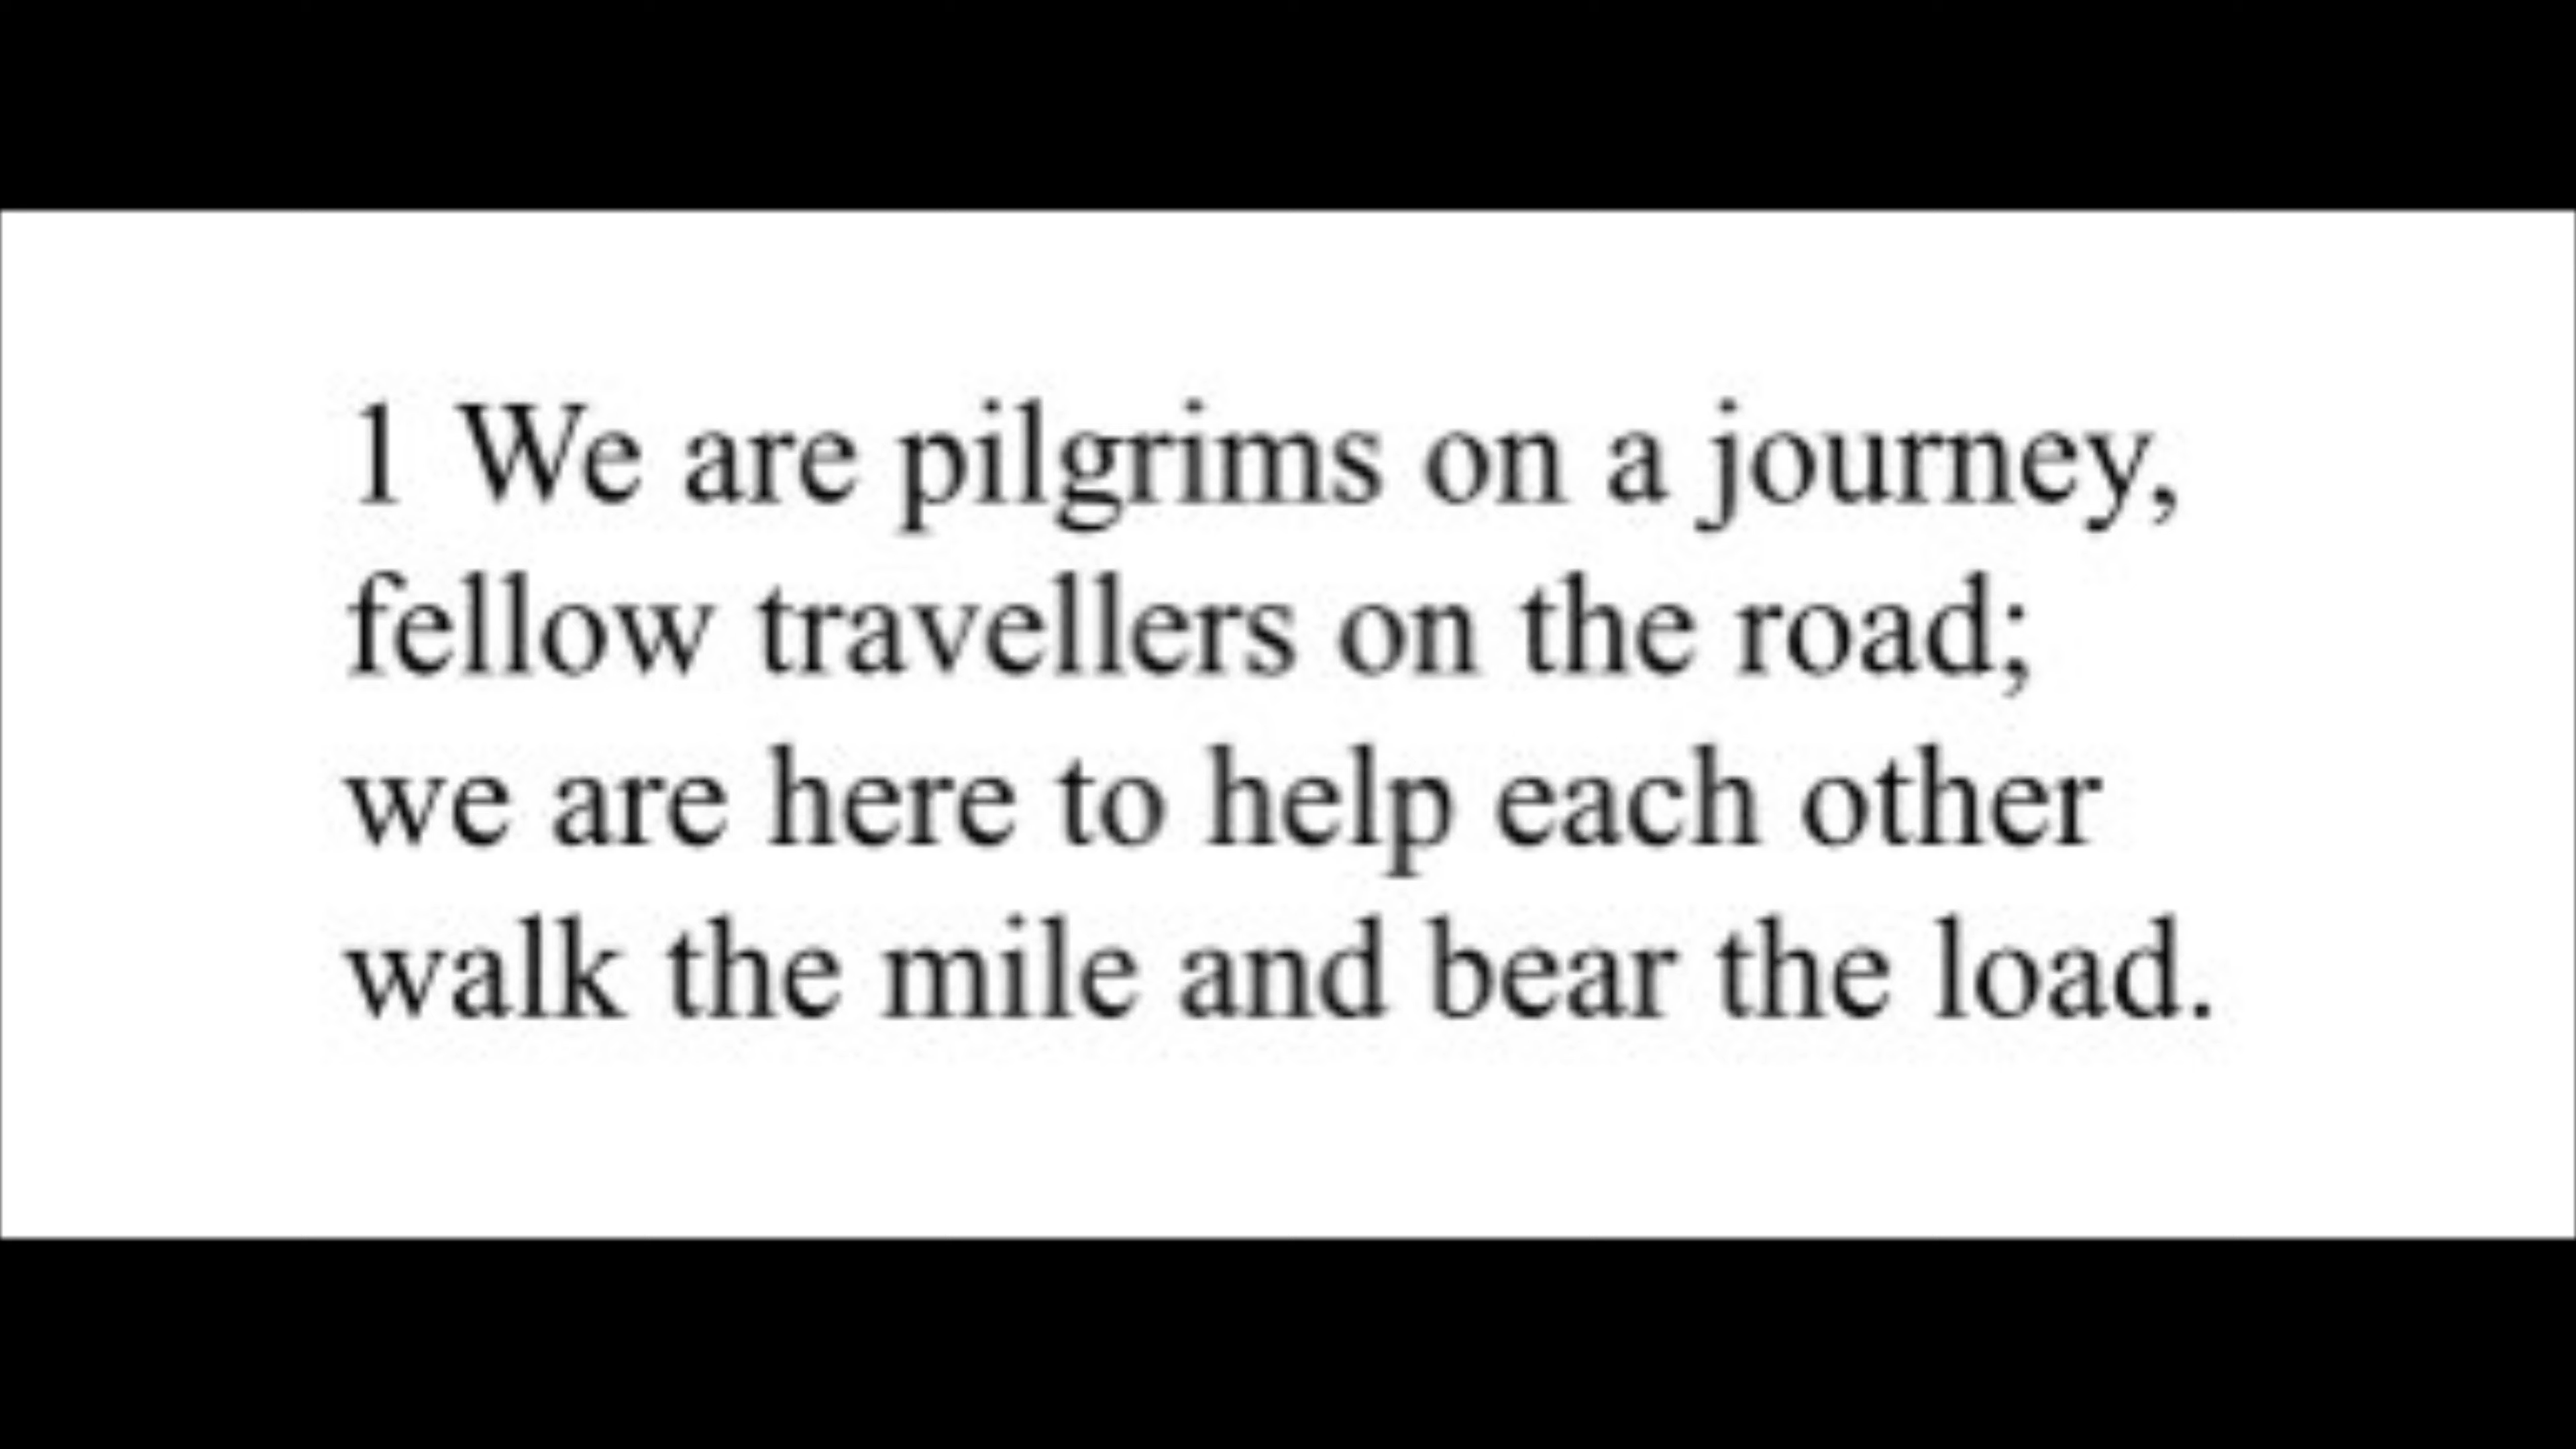 1 We are pilgrims on a journey,
fellow travellers on the road;
we are here to help each other
walk the mile and bear the load.